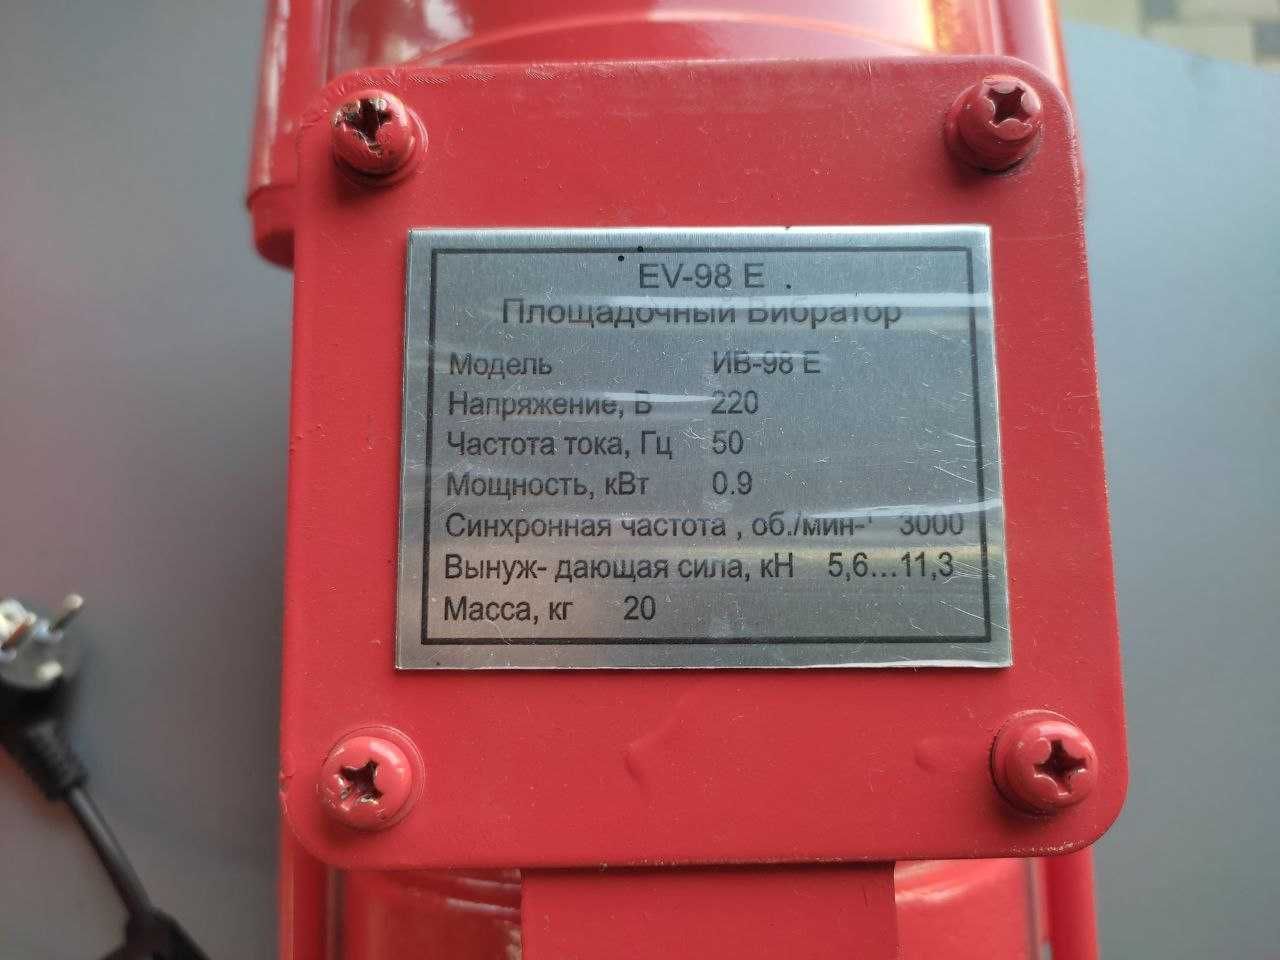 EV-98 E
Площадочный Вибратор
Модель ИВ-98 Е
Напряжение, В 220
Частота тока, Гц 50
Мощность, кВт 0.9
Синхронная частота , об./мин-¹ 3000
Вынуж- дающая сила, кН 5,6...11,3
Масса, кг 20